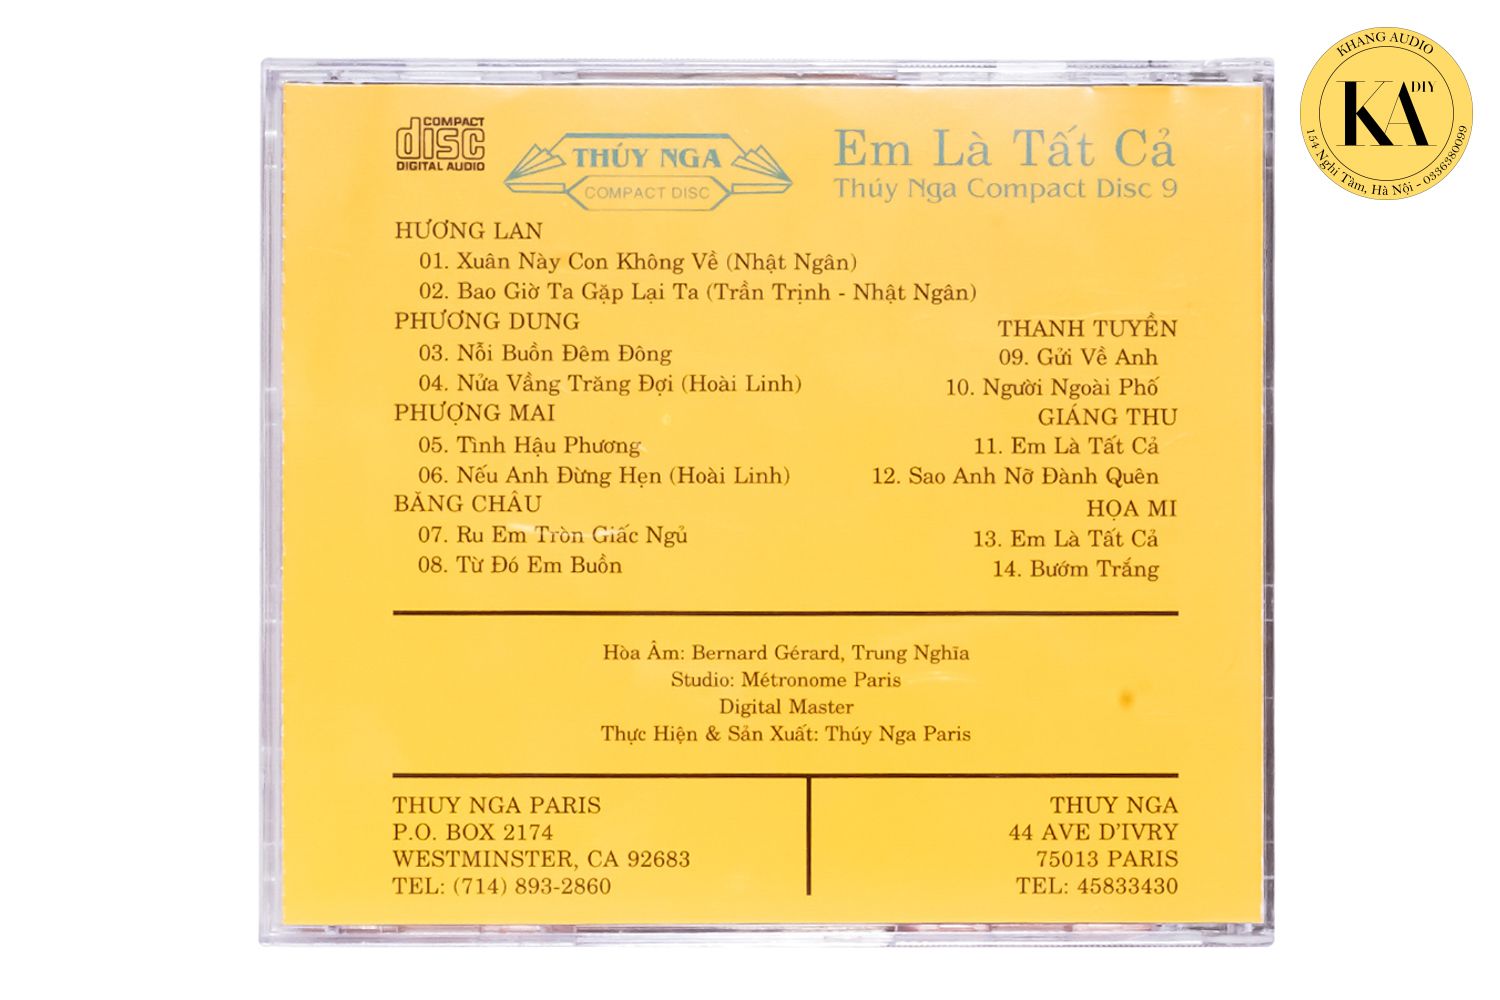 COMPACT
disc
DIGITAL AUDIO
THÚY NGA
COMPACT DISC
Em Là Tất Cả
Thúy Nga Compact Disc 9
HƯƠNG LAN
01. Xuân Này Con Không Về (Nhật Ngân)
02. Bao Giờ Ta Gặp Lại Ta (Trần Trịnh - Nhật Ngân)
PHƯƠNG DUNG
03. Nỗi Buồn Đêm Đông
04. Nửa Vầng Trăng Đợi (Hoài Linh)
PHƯỢNG MAI
05. Tình Hậu Phương
06. Nếu Anh Đừng Hẹn (Hoài Linh)
BĂNG CHÂU
07. Ru Em Tròn Giấc Ngủ
08. Từ Đó Em Buồn
THANH TUYỀN
09. Gửi Về Anh
10. Người Ngoài Phố
GIÁNG THU
11. Em Là Tất Cả
12. Sao Anh Nỡ Đành Quên
HỌA MI
13. Em Là Tất Cả
14. Bướm Trắng
Hòa Âm: Bernard Gérard, Trung Nghĩa
Studio: Métronome Paris
Digital Master
Thực Hiện & Sản Xuất: Thúy Nga Paris
THUY NGA PARIS
P.O. BOX 2174
WESTMINSTER, CA 92683
TEL: (714) 893-2860
THUY NGA
44 AVE D'IVRY
75013 PARIS
TEL: 45833430
KHANG AUDIO
KA DIY
154 Nghi Tàm, Hà Nội - 0336380099